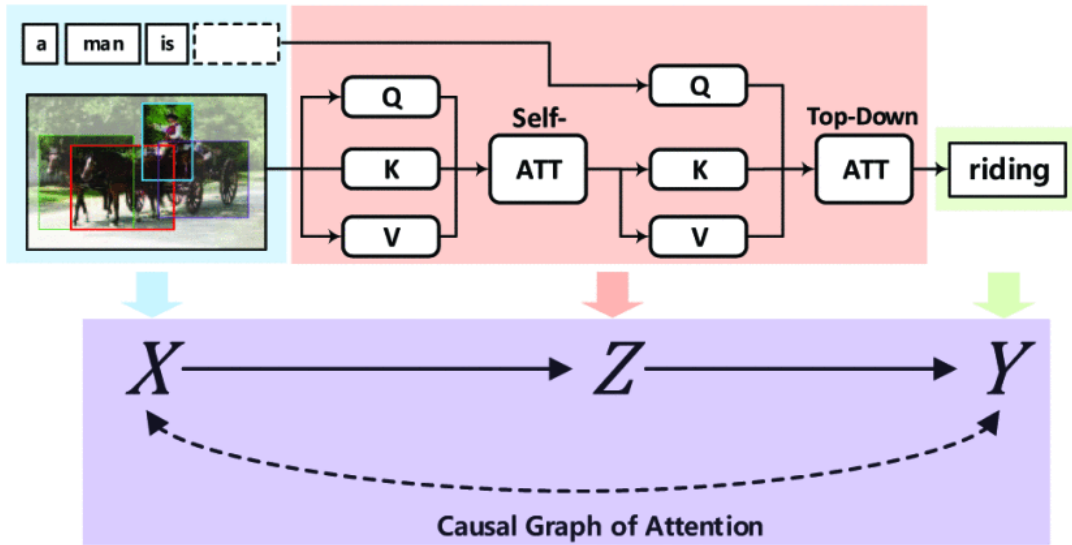 a man is
Q
K
V
Self-
ATT
Q
K
V
Top-Down
ATT
riding
X Z Y
Causal Graph of Attention